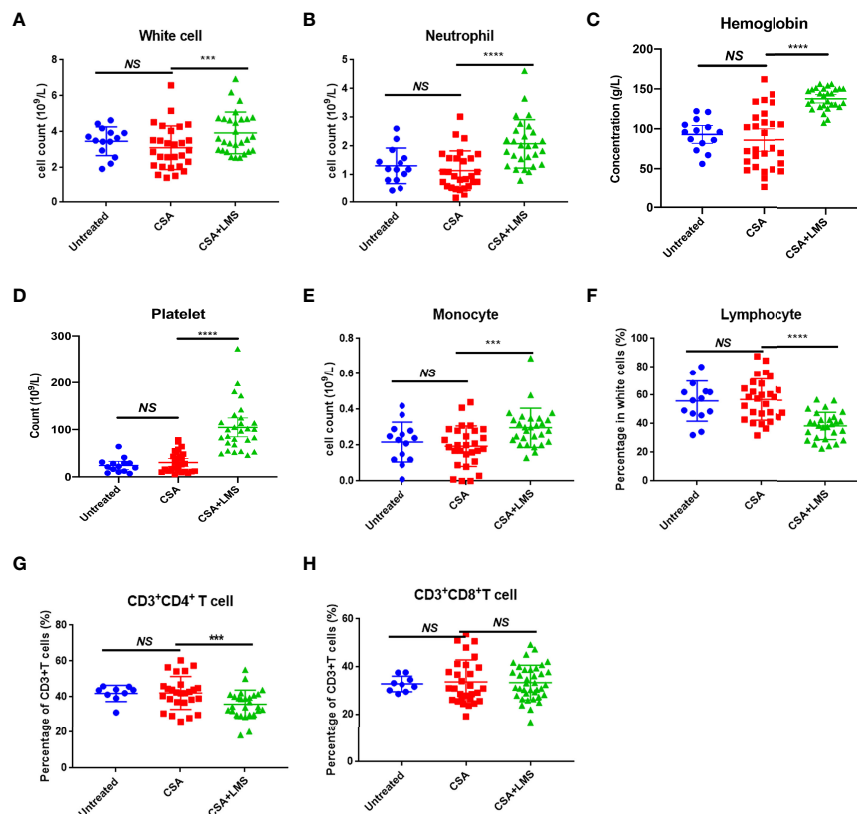 A
White cell
NS
***
cell count (10⁹/L)
8
6
4
2
0
Untreated
CSA
CSA+LMS
B
Neutrophil
NS
****
cell count (10⁹/L)
5
4
3
2
1
0
Untreated
CSA
CSA+LMS
C
Hemoglobin
NS
****
Concentration (g/L)
200
150
100
50
0
Untreated
CSA
CSA+LMS
D
Platelet
NS
****
Count (10⁹/L)
300
200
100
0
Untreated
CSA
CSA+LMS
E
Monocyte
NS
***
cell count (10⁹/L)
0.8
0.6
0.4
0.2
0.0
Untreated
CSA
CSA+LMS
F
Lymphocyte
NS
****
Percentage in white cells (%)
100
80
60
40
20
0
Untreated
CSA
CSA+LMS
G
CD3⁺CD4⁺ T cell
NS
***
Percentage of CD3+T cells (%)
80
60
40
20
0
Untreated
CSA
CSA+LMS
H
CD3⁺CD8⁺T cell
NS
NS
Percentage of CD3+T cells (%)
60
40
20
0
Untreated
CSA
CSA+LMS